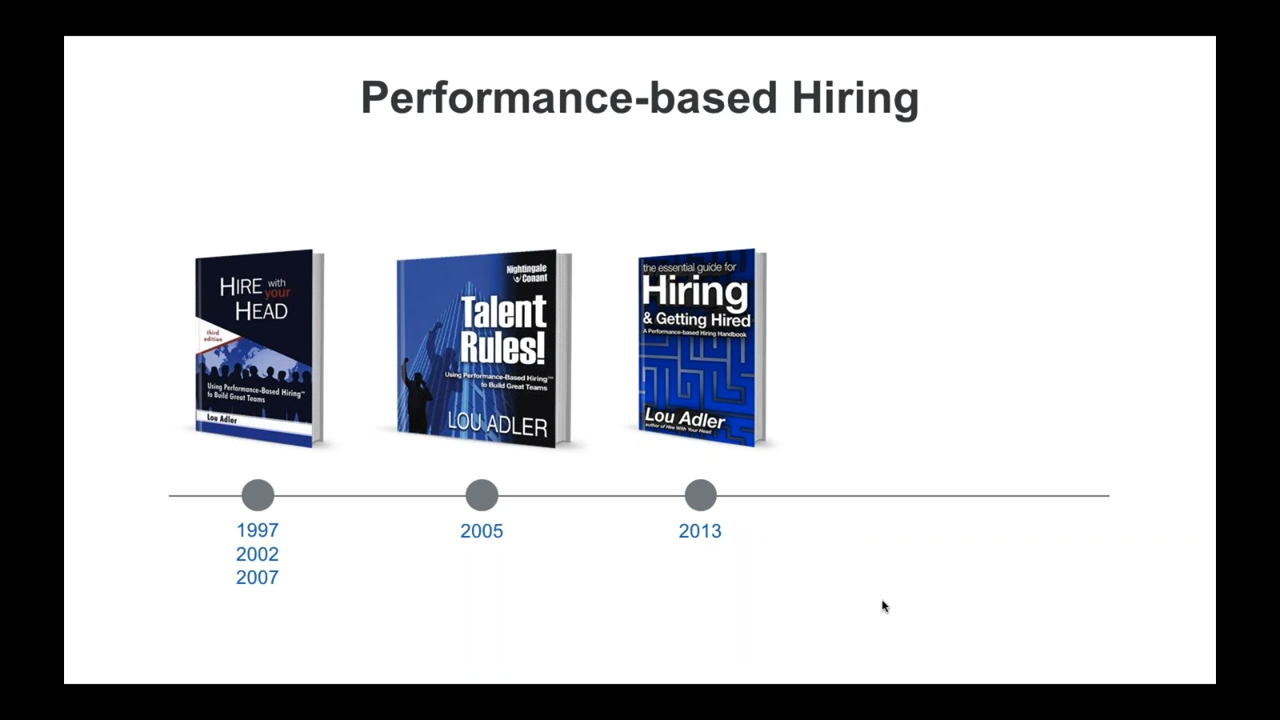 Performance-based Hiring
HIRE with
your
HEAD
third
edition
Using Performance-Based Hiring℠
to Build Great Teams
Lou Adler
Nightingale
Conant
Talent
Rules!
Using Performance-Based Hiring℠
to Build Great Teams
LOU ADLER
the essential guide for
Hiring
& Getting Hired
A Performance-based Hiring Handbook
Lou Adler
author of Hire With Your Head
1997
2002
2007
2005
2013